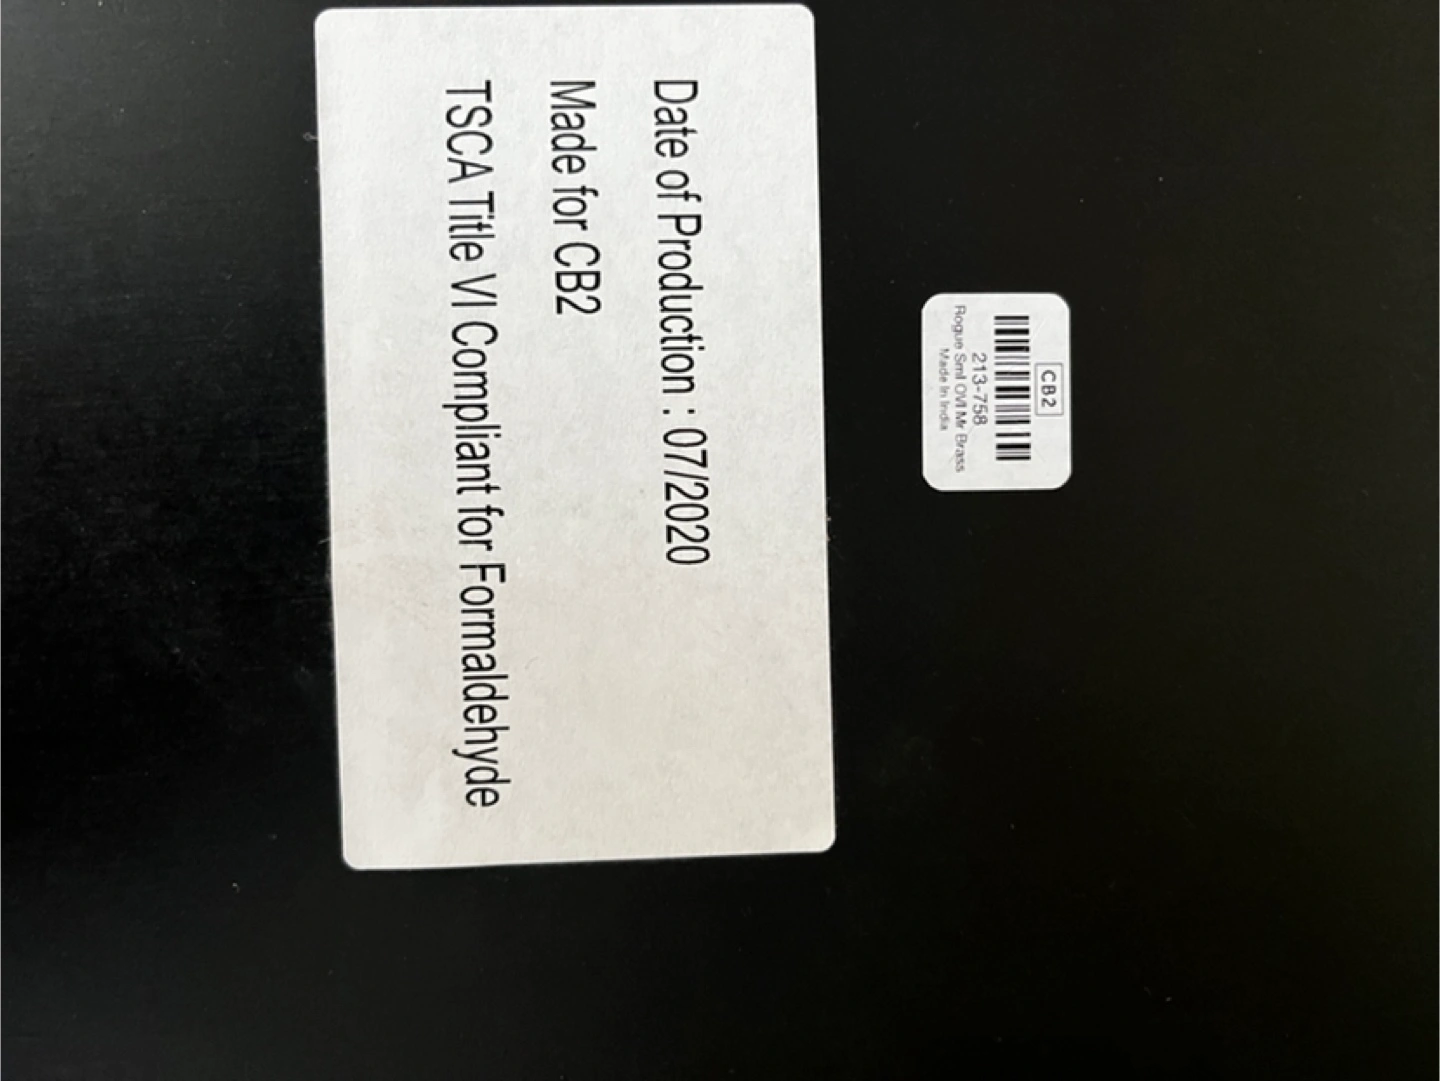 CB2
213-758
Rogue Sml OVl Mr Brass
Made In India
Date of Production : 07/2020
Made for CB2
TSCA Title VI Compliant for Formaldehyde